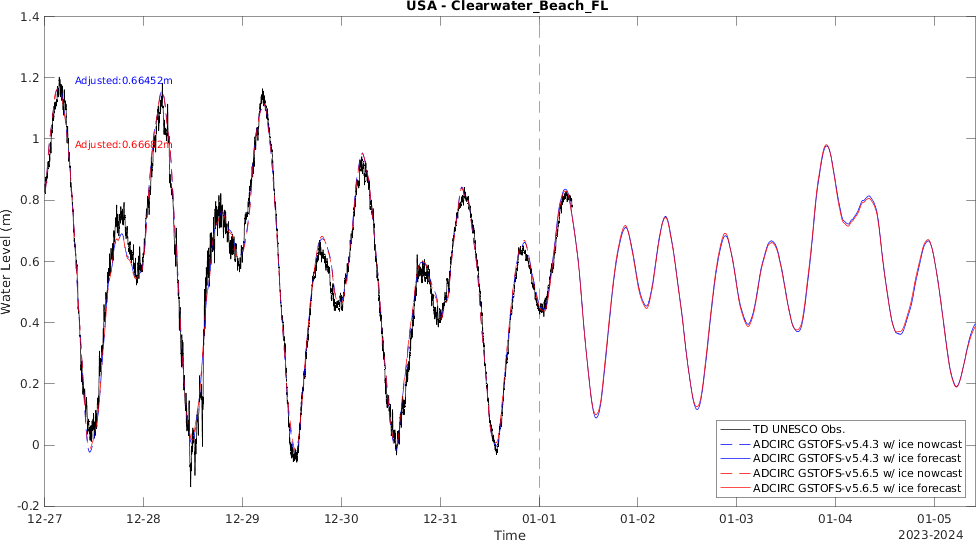 USA - Clearwater_Beach_FL
1.4
1.2
1
0.8
0.6
0.4
0.2
0
-0.2
Water Level (m)
Adjusted:0.66452m
Adjusted:0.66682m
TD UNESCO Obs.
ADCIRC GSTOFS-v5.4.3 w/ ice nowcast
ADCIRC GSTOFS-v5.4.3 w/ ice forecast
ADCIRC GSTOFS-v5.6.5 w/ ice nowcast
ADCIRC GSTOFS-v5.6.5 w/ ice forecast
12-27 12-28 12-29 12-30 12-31 01-01 01-02 01-03 01-04 01-05
Time
2023-2024